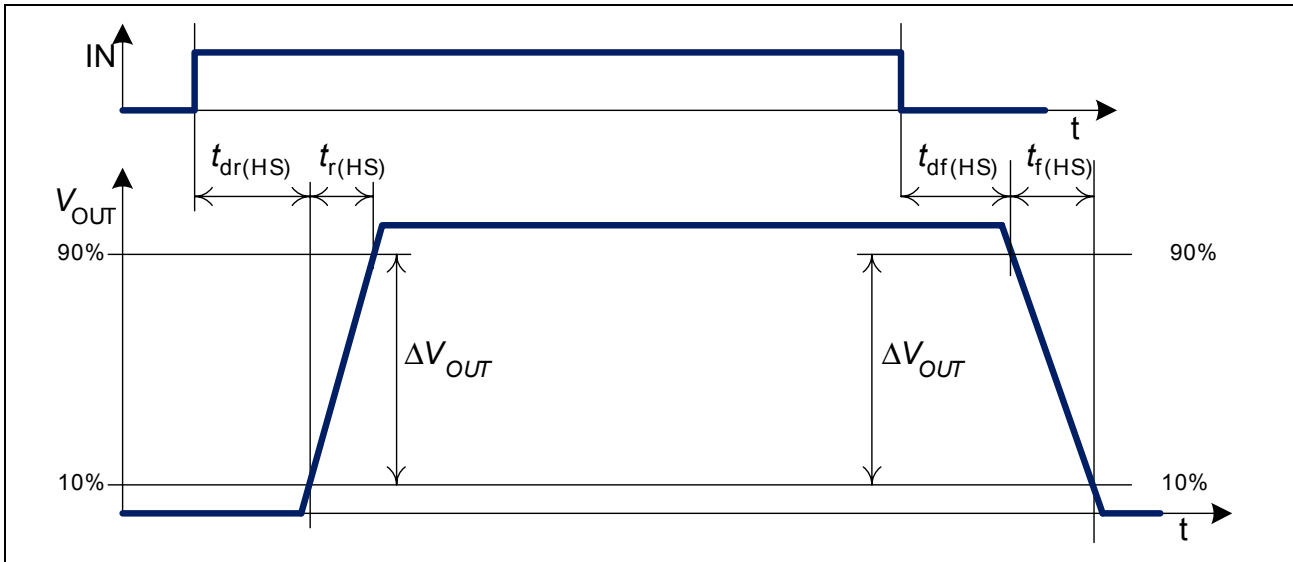 IN
t
tdr(HS) tr(HS) tdf(HS) tf(HS)
VOUT
90% 90%
ΔVOUT ΔVOUT
10% 10%
t